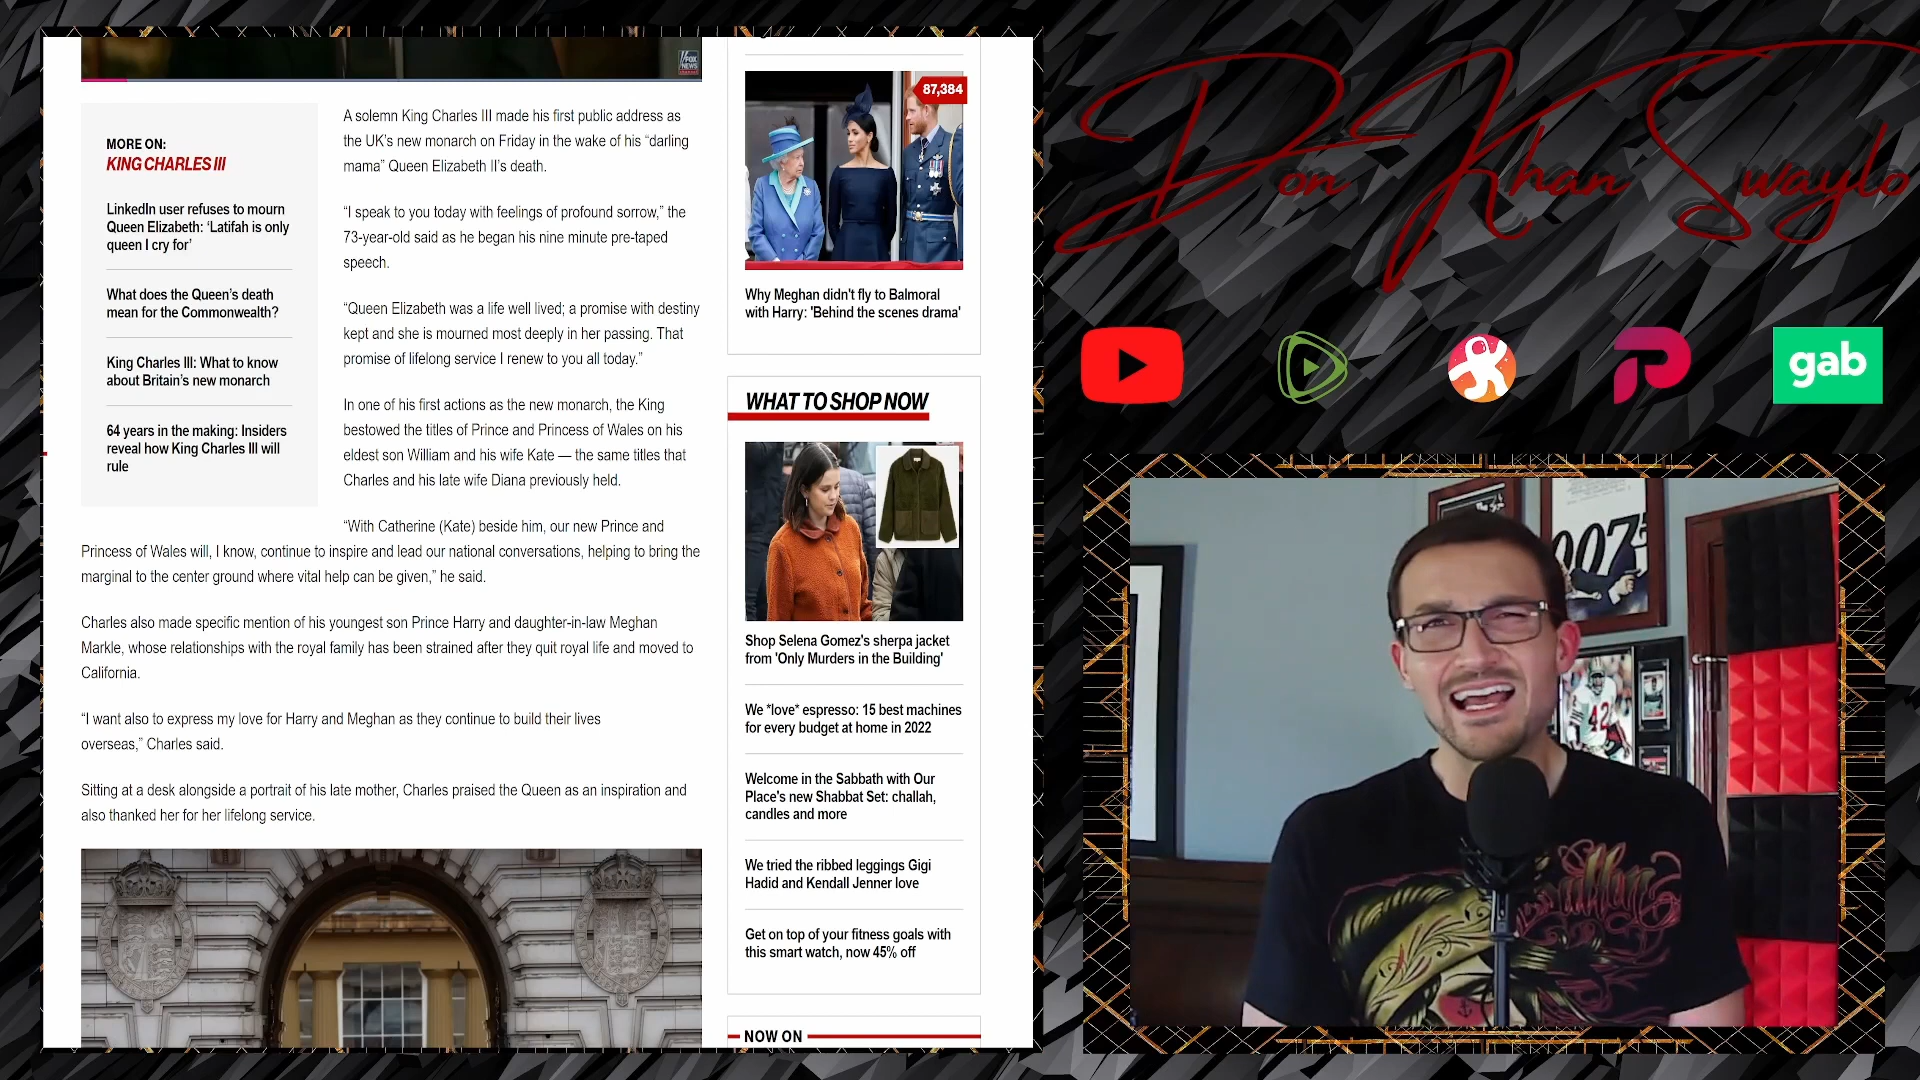 FOX
NEWS
MORE ON:
KING CHARLES III
LinkedIn user refuses to mourn
Queen Elizabeth: ‘Latifah is only
queen I cry for’
What does the Queen’s death
mean for the Commonwealth?
King Charles III: What to know
about Britain’s new monarch
64 years in the making: Insiders
reveal how King Charles III will
rule
A solemn King Charles III made his first public address as
the UK’s new monarch on Friday in the wake of his “darling
mama” Queen Elizabeth II’s death.
“I speak to you today with feelings of profound sorrow,” the
73-year-old said as he began his nine minute pre-taped
speech.
“Queen Elizabeth was a life well lived; a promise with destiny
kept and she is mourned most deeply in her passing. That
promise of lifelong service I renew to you all today.”
In one of his first actions as the new monarch, the King
bestowed the titles of Prince and Princess of Wales on his
eldest son William and his wife Kate — the same titles that
Charles and his late wife Diana previously held.
“With Catherine (Kate) beside him, our new Prince and
Princess of Wales will, I know, continue to inspire and lead our national conversations, helping to bring the
marginal to the center ground where vital help can be given,” he said.
Charles also made specific mention of his youngest son Prince Harry and daughter-in-law Meghan
Markle, whose relationships with the royal family has been strained after they quit royal life and moved to
California.
“I want also to express my love for Harry and Meghan as they continue to build their lives
overseas,” Charles said.
Sitting at a desk alongside a portrait of his late mother, Charles praised the Queen as an inspiration and
also thanked her for her lifelong service.
87,384
Why Meghan didn't fly to Balmoral
with Harry: 'Behind the scenes drama'
WHAT TO SHOP NOW
Shop Selena Gomez's sherpa jacket
from 'Only Murders in the Building'
We *love* espresso: 15 best machines
for every budget at home in 2022
Welcome in the Sabbath with Our
Place's new Shabbat Set: challah,
candles and more
We tried the ribbed leggings Gigi
Hadid and Kendall Jenner love
Get on top of your fitness goals with
this smart watch, now 45% off
NOW ON
Don Khan Swaylo
gab
007
42